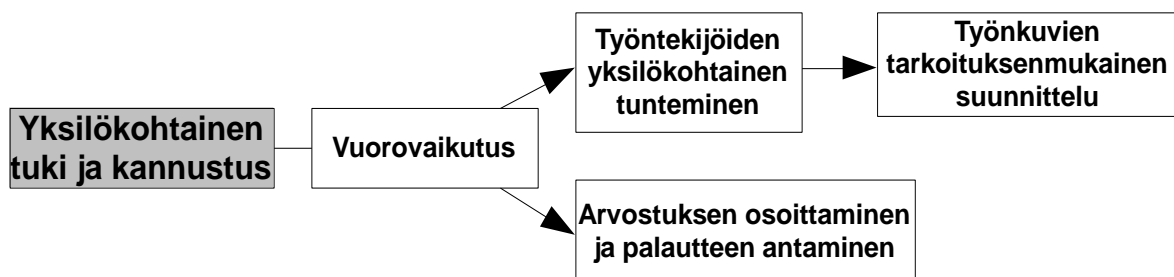 Yksilökohtainen
tuki ja kannustus
Vuorovaikutus
Työntekijöiden
yksilökohtainen
tunteminen
Työnkuvien
tarkoituksenmukainen
suunnittelu
Arvostuksen osoittaminen
ja palautteen antaminen